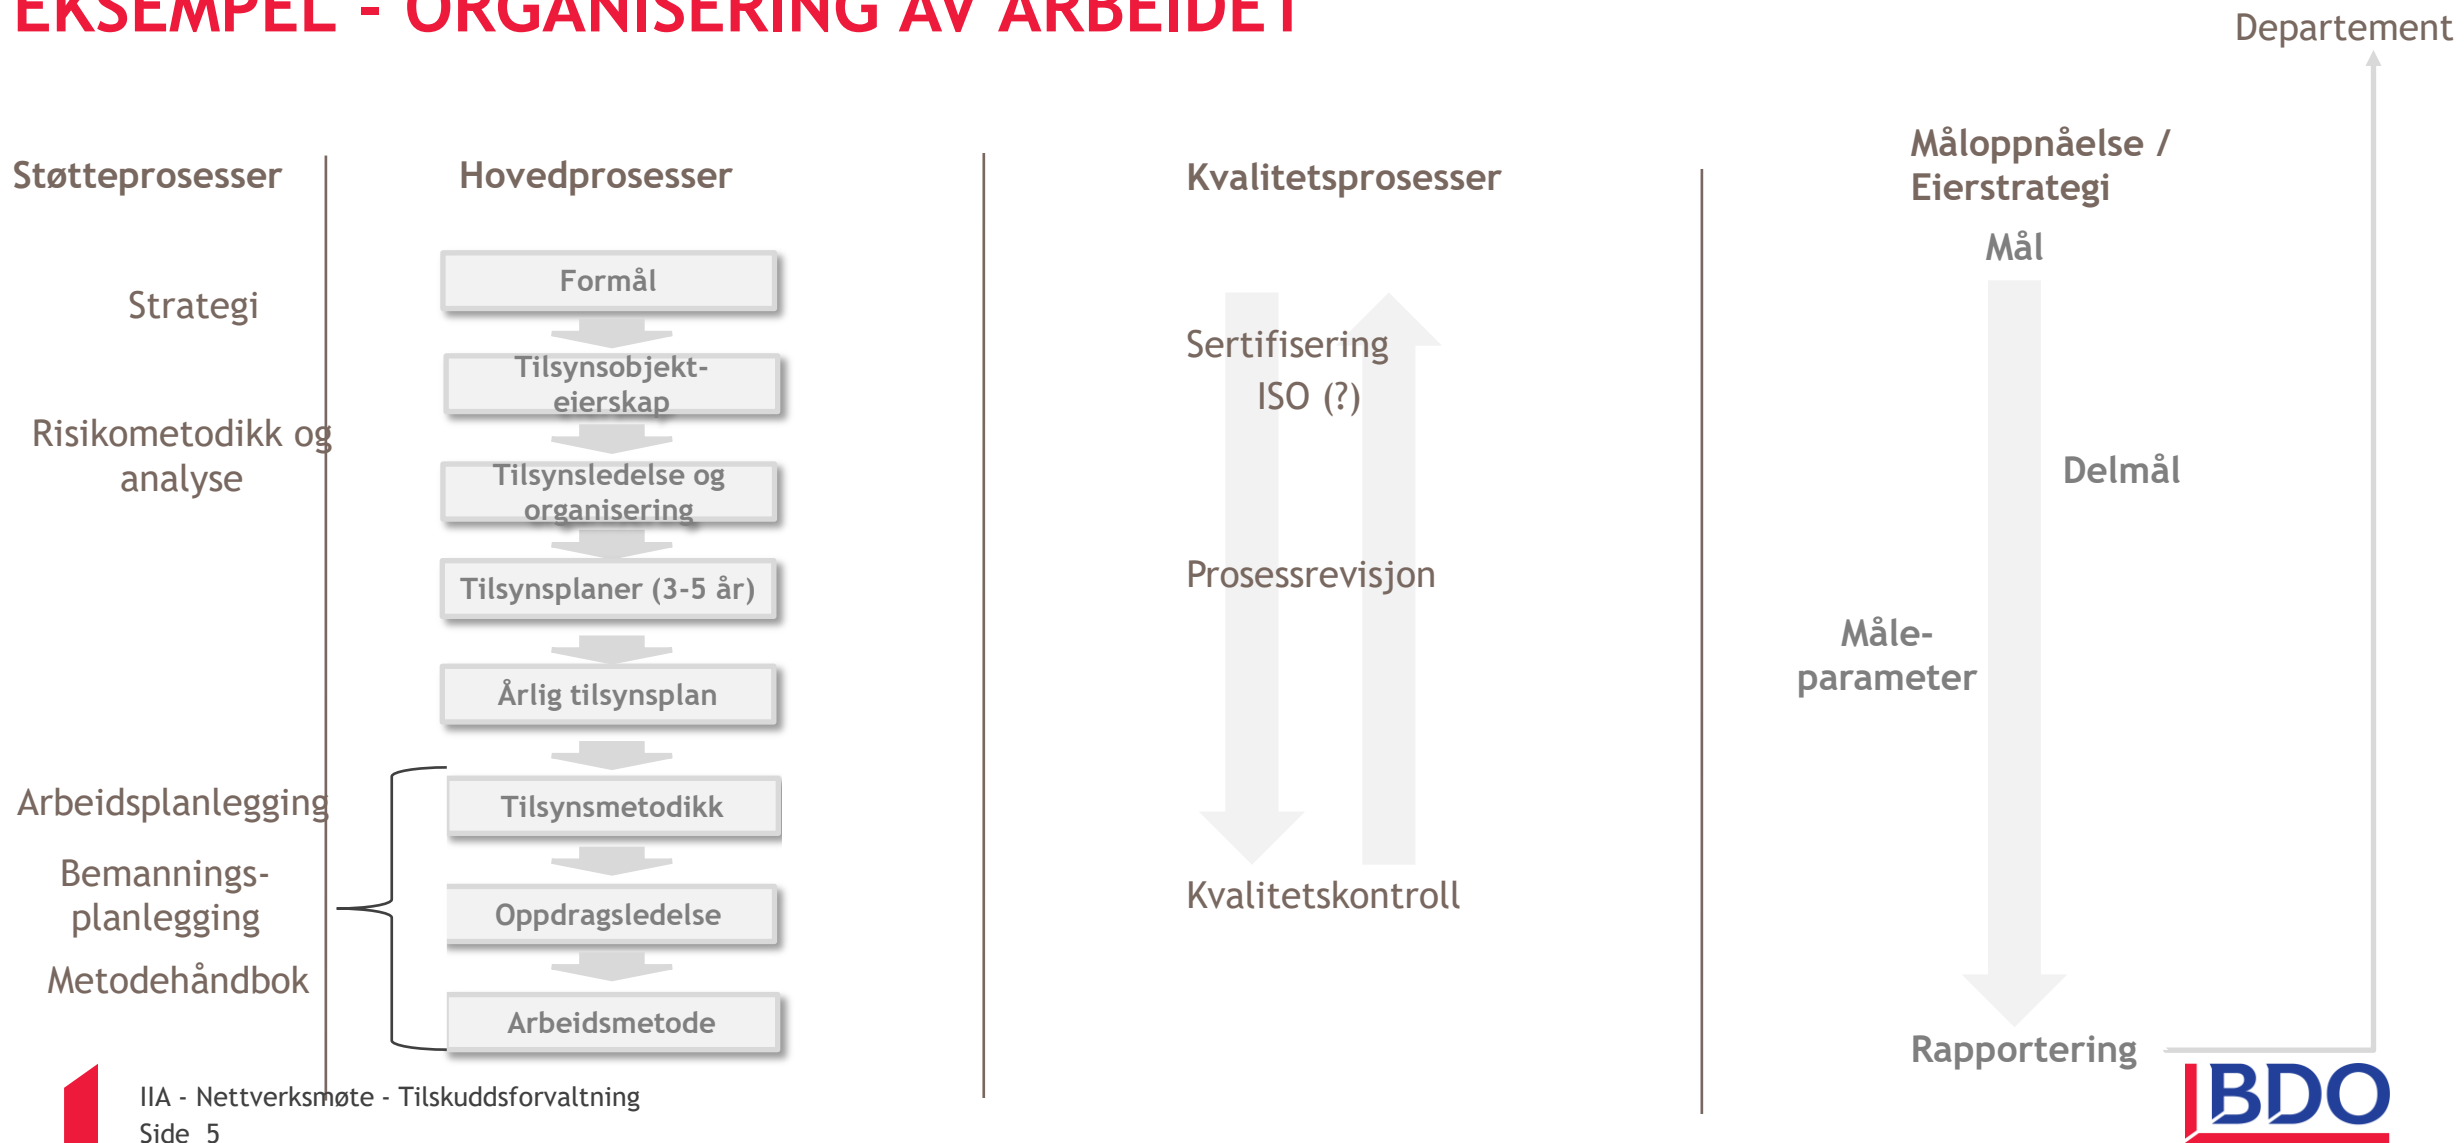 EKSEMPEL - ORGANISERING AV ARBEIDET
Departement
Støtteprosesser
Strategi
Risikometodikk og
analyse
Arbeidsplanlegging
Bemannings-
planlegging
Metodehåndbok
Hovedprosesser
Formål
Tilsynsobjekt-
eierskap
Tilsynsledelse og
organisering
Tilsynsplaner (3-5 år)
Årlig tilsynsplan
Tilsynsmetodikk
Oppdragsledelse
Arbeidsmetode
Kvalitetsprosesser
Sertifisering
ISO (?)
Prosessrevisjon
Kvalitetskontroll
Måloppnåelse /
Eierstrategi
Mål
Delmål
Måle-
parameter
Rapportering
IIA - Nettverksmøte - Tilskuddsforvaltning
Side 5
BDO